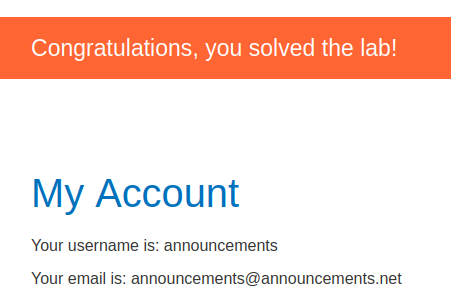 Congratulations, you solved the lab!
My Account
Your username is: announcements
Your email is: announcements@announcements.net